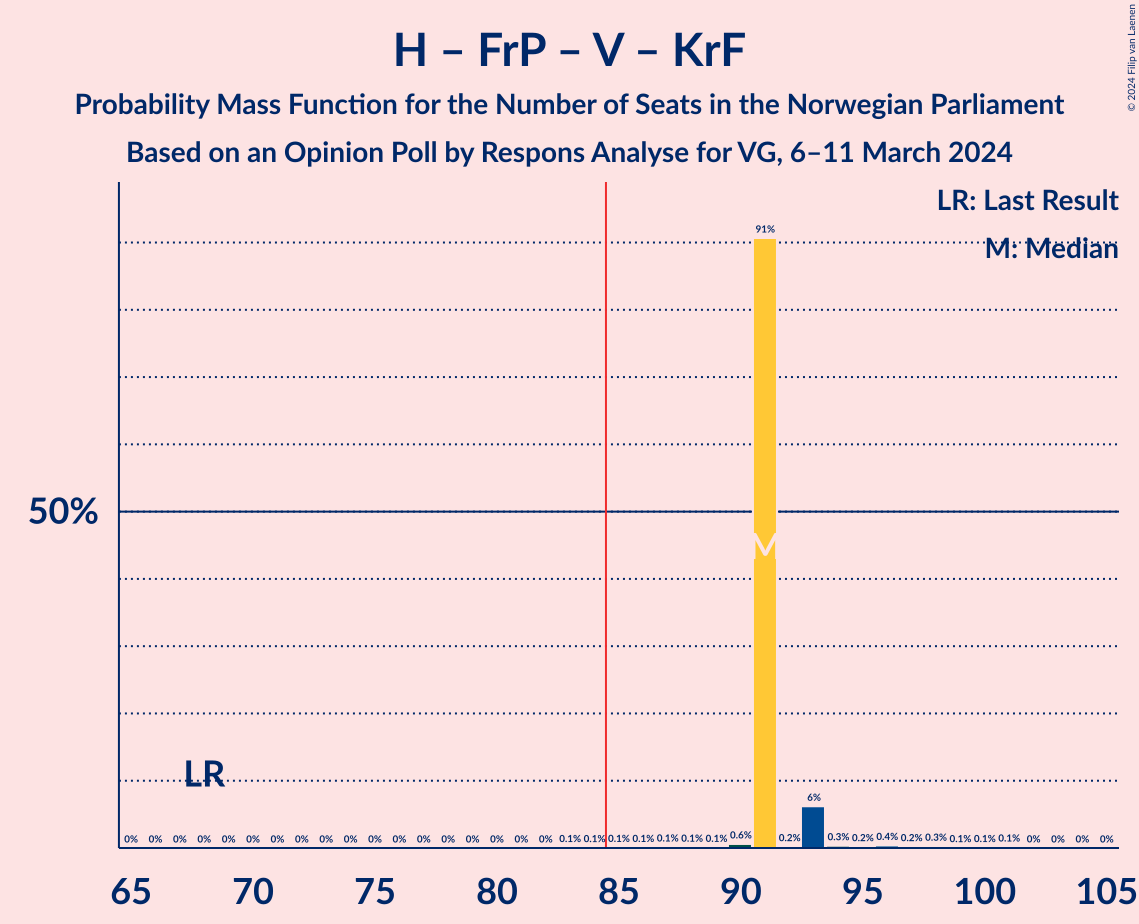 H – FrP – V – KrF
Probability Mass Function for the Number of Seats in the Norwegian Parliament
Based on an Opinion Poll by Respons Analyse for VG, 6–11 March 2024
© 2024 Filip van Laenen
LR: Last Result
M: Median
91%
50%
M
LR
6%
0% 0% 0% 0% 0% 0% 0% 0% 0% 0% 0% 0% 0% 0% 0% 0% 0% 0% 0.1% 0.1% 0.1% 0.1% 0.1% 0.1% 0.1% 0.6% 0.2% 0.3% 0.2% 0.4% 0.2% 0.3% 0.1% 0.1% 0.1% 0% 0% 0% 0%
65 70 75 80 85 90 95 100 105